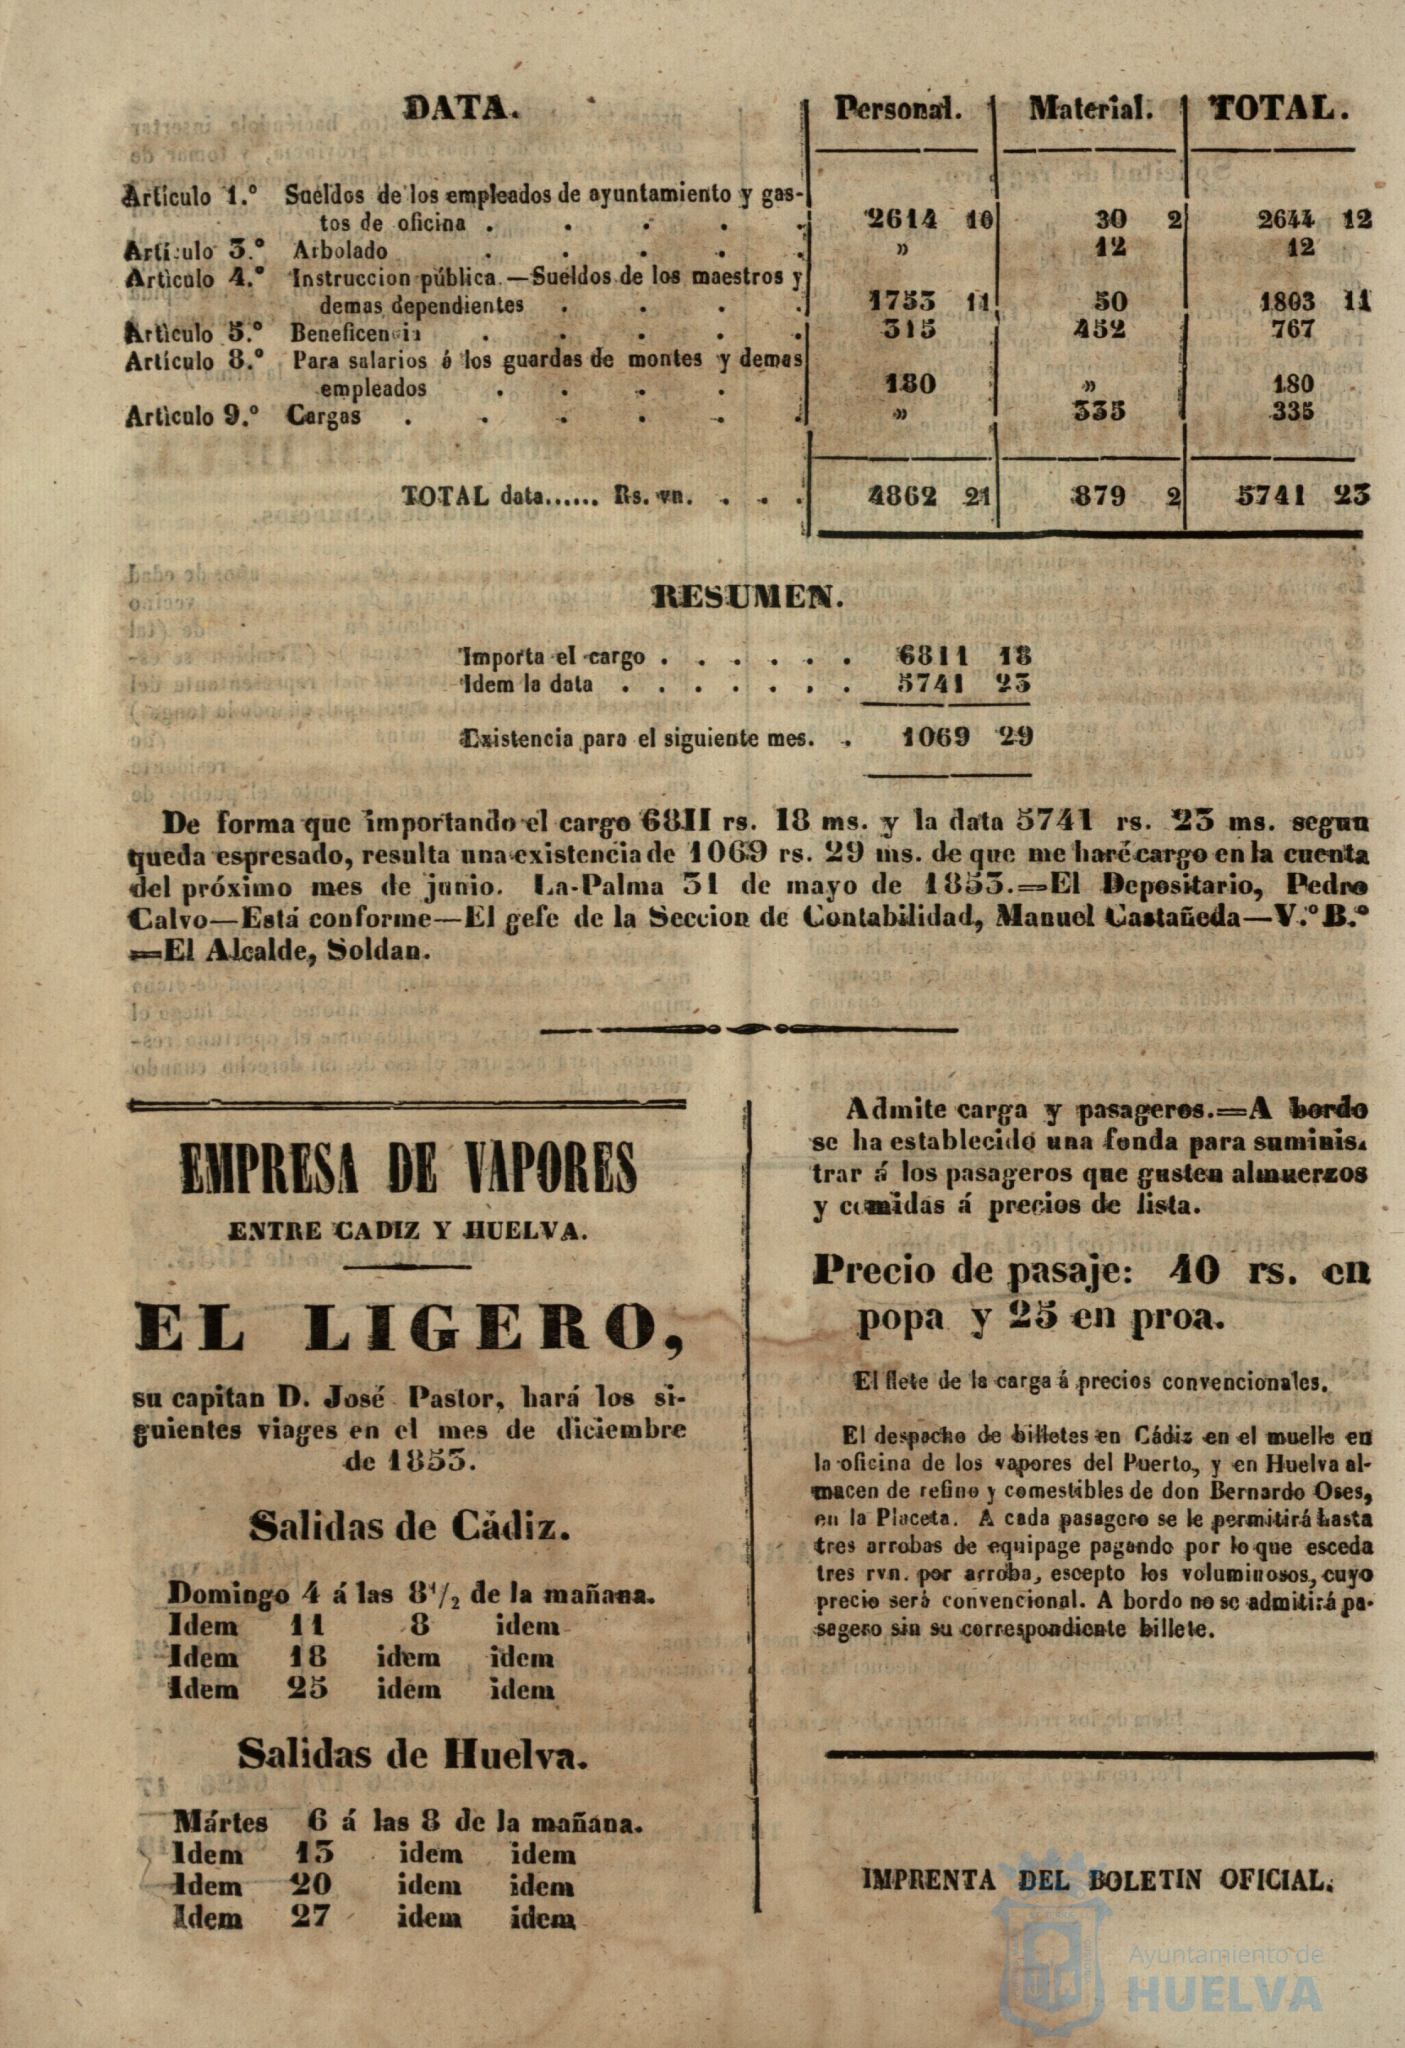 DATA. Personal. Material. TOTAL.
Artículo 1.º Sueldos de los empleados de ayuntamiento y gas-
tos de oficina . . . . . 2614 10 30 2 2644 12
Artículo 3.º Arbolado . . . . . » 12 12
Artìculo 4.º Instruccion pública.—Sueldos de los maestros y
demas dependientes . . . . 1753 11 50 1803 11
Artìculo 5.º Beneficencia . . . . . 315 452 767
Artículo 8.º Para salarios á los guardas de montes y demas
empleados . . . . 180 » 180
Artìculo 9.º Cargas . . . . . . » 335 335
TOTAL data...... Rs. vn. . . . 4862 21 879 2 5741 23
RESUMEN.
Importa el cargo . . . . . . 6811 18
Idem la data . . . . . . . 5741 23
Existencia para el siguiente mes. . 1069 29
De forma que importando el cargo 6811 rs. 18 ms. y la data 5741 rs. 23 ms. segun
queda espresado, resulta una existencia de 1069 rs. 29 ms. de que me haré cargo en la cuenta
del próximo mes de junio. La-Palma 31 de mayo de 1853.=El Depositario, Pedro
Calvo—Está conforme—El gefe de la Seccion de Contabilidad, Manuel Castañeda—V.º B.º
=El Alcalde, Soldan.
EMPRESA DE VAPORES
ENTRE CADIZ Y HUELVA.
EL LIGERO,
su capitan D. José Pastor, hará los si-
guientes viages en el mes de diciembre
de 1853.
Salidas de Cádiz.
Domingo 4 á las 8 1/2 de la mañana.
Idem 11 8 idem
Idem 18 idem idem
Idem 25 idem idem
Salidas de Huelva.
Mártes 6 á las 8 de la mañana.
Idem 13 idem idem
Idem 20 idem idem
Idem 27 idem idem
Admite carga y pasageros.=A bordo
se ha establecido una fonda para suminis-
trar á los pasageros que gusten almuerzos
y comidas á precios de lista.
Precio de pasaje: 40 rs. en
popa y 25 en proa.
El flete de la carga á precios convencionales.
El despacho de billetes en Cádiz en el muelle en
la oficina de los vapores del Puerto, y en Huelva al-
macen de refino y comestibles de don Bernardo Oses,
en la Placeta. A cada pasagero se le permitirá hasta
tres arrobas de equipage pagando por lo que esceda
tres rvn. por arroba, escepto los voluminosos, cuyo
precio será convencional. A bordo no se admitirá pa-
sagero sin su correspondiente billete.
IMPRENTA DEL BOLETIN OFICIAL.
Ayuntamiento de
HUELVA